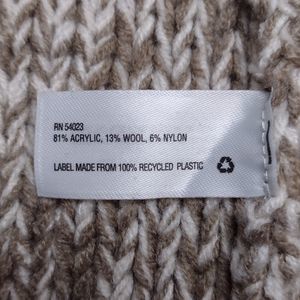 RN 54023
81% ACRYLIC, 13% WOOL, 6% NYLON
LABEL MADE FROM 100% RECYCLED PLASTIC